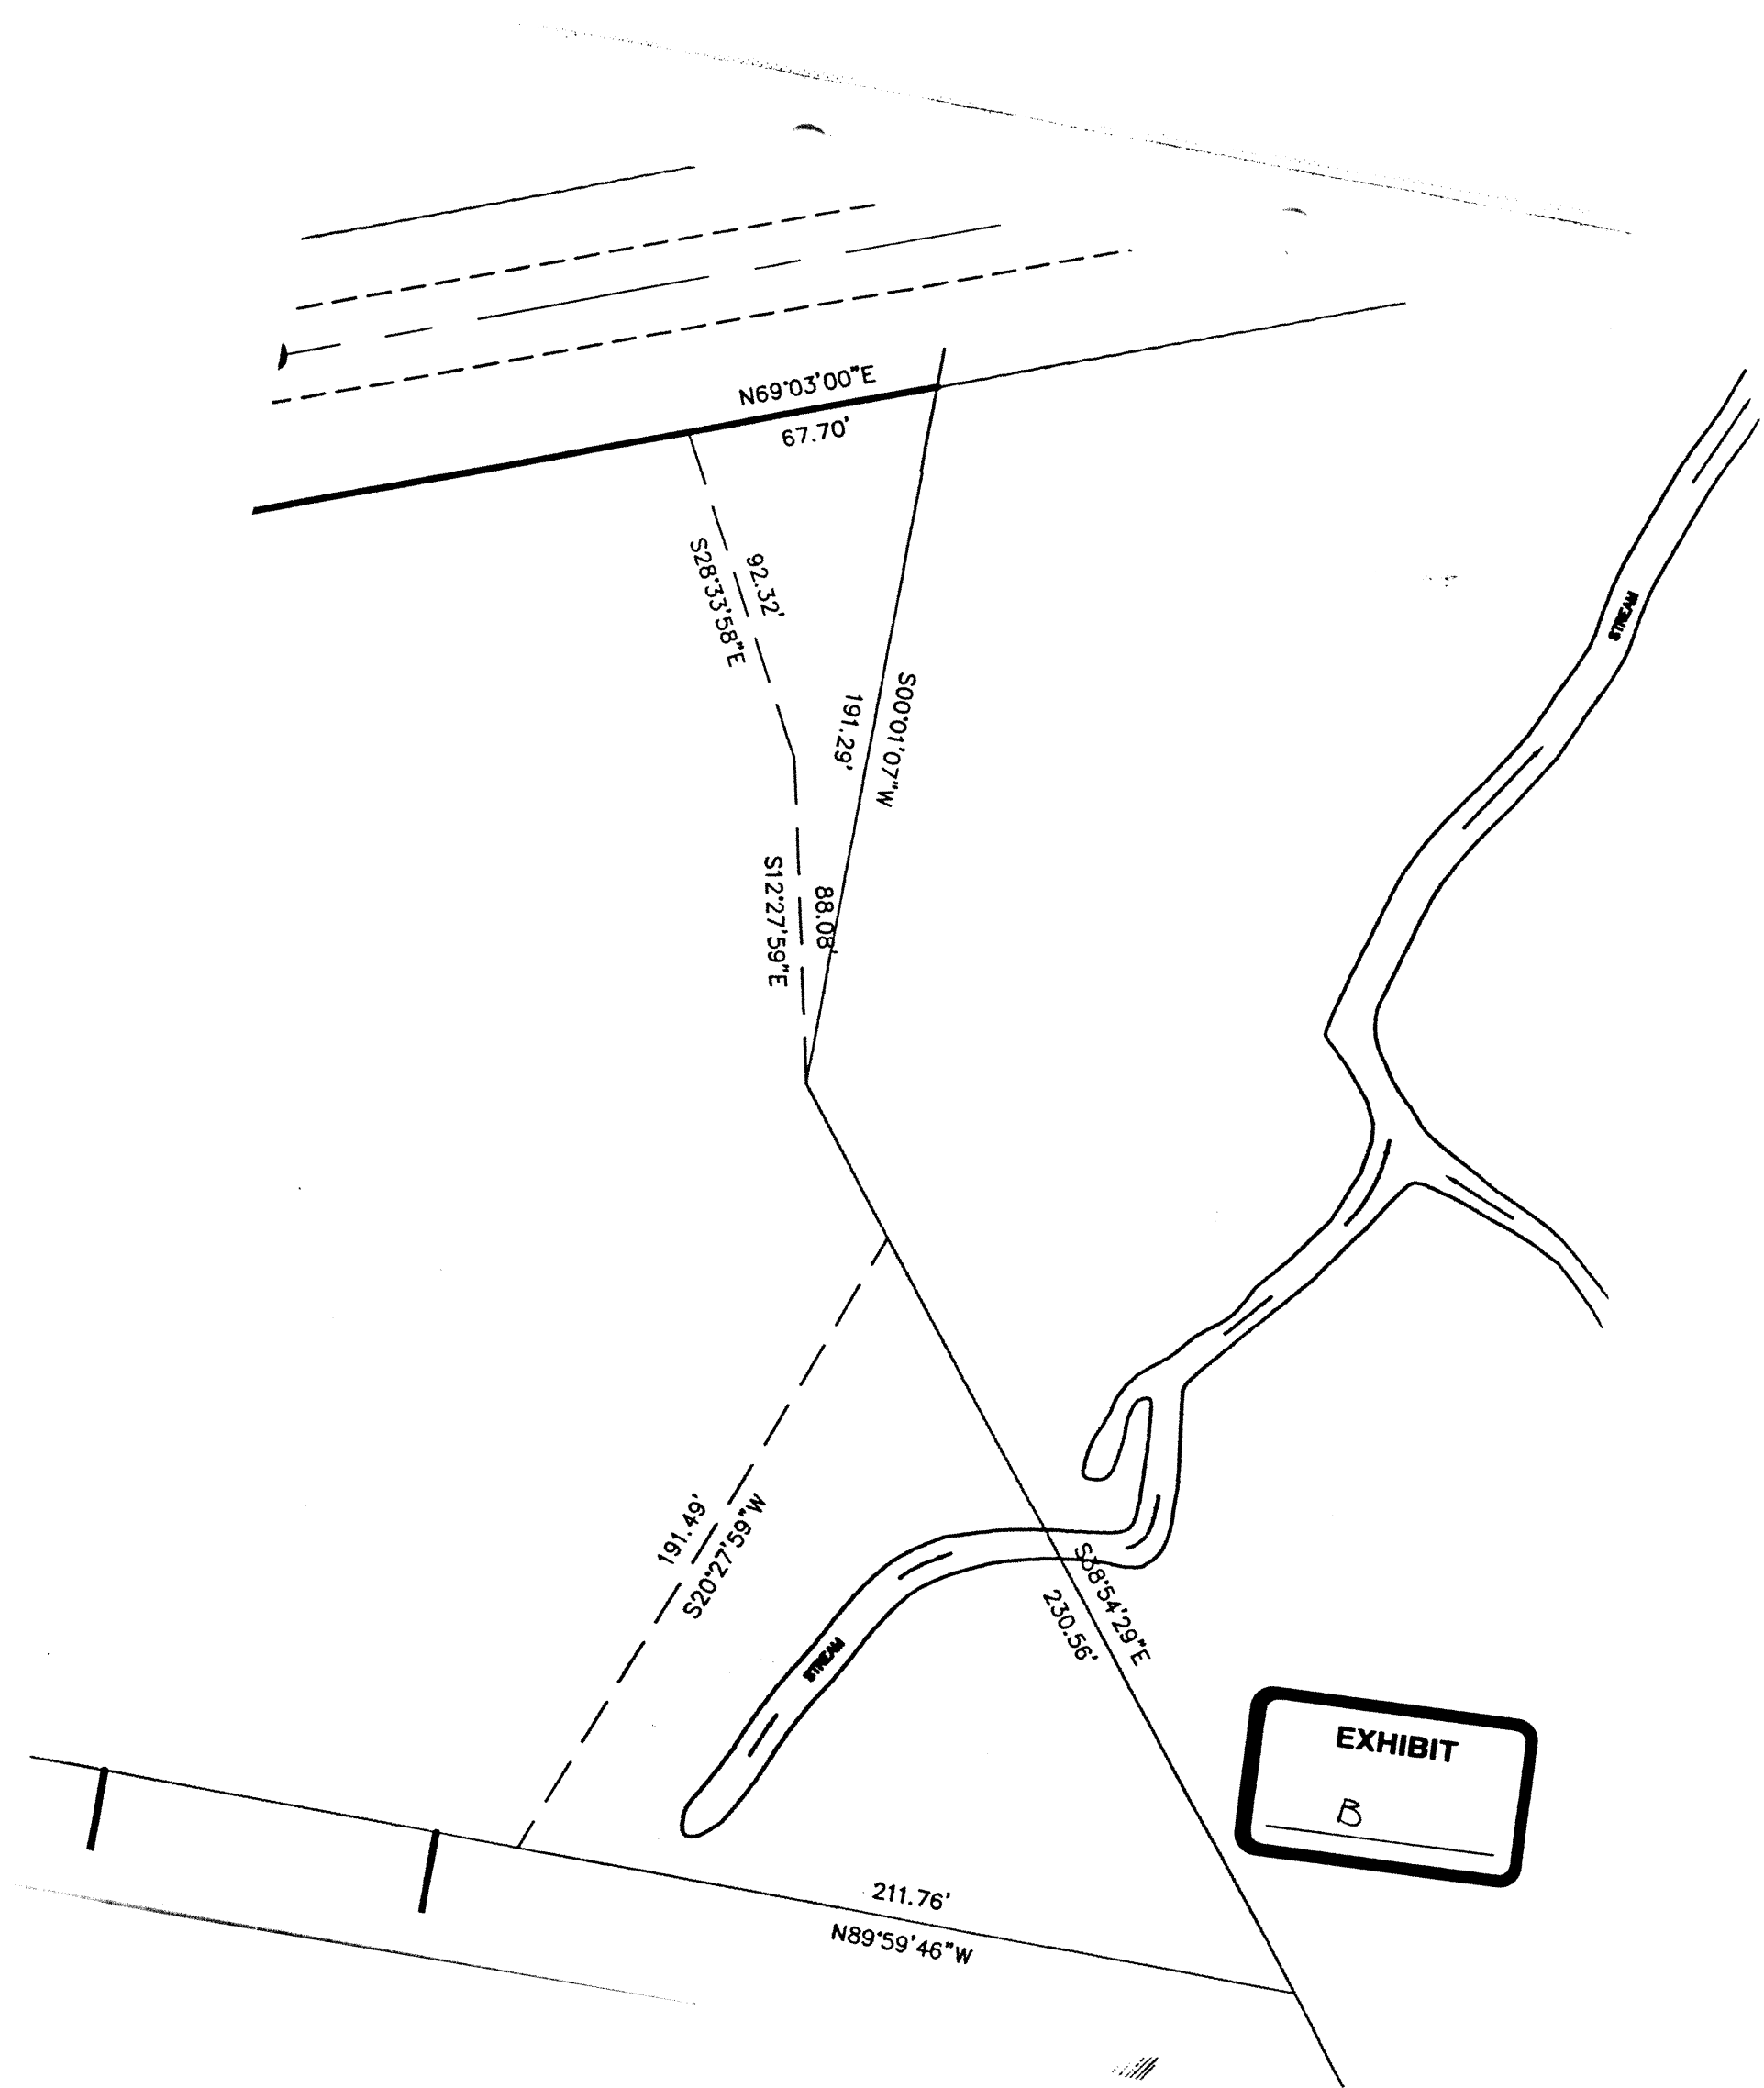 N69°03'00"E
67.70'
92.32'
S28°33'58"E
S00°01'07"W
191.29'
88.08'
S12°27'59"E
STREAM
191.49'
S20°27'59"W
S38°54'29"E
230.56'
STREAM
EXHIBIT
B
211.76'
N89°59'46"W